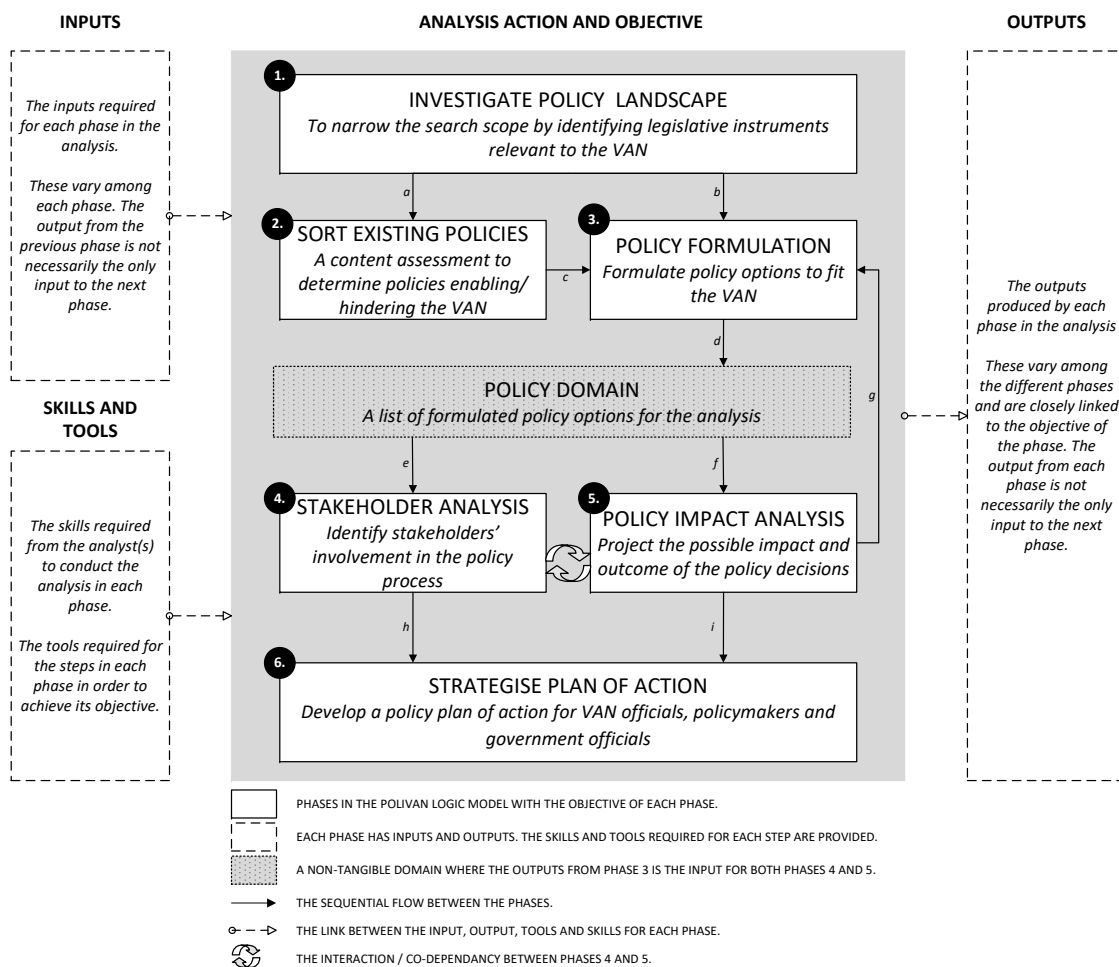 INPUTS
The inputs required
for each phase in the
analysis.
These vary among
each phase. The
output from the
previous phase is not
necessarily the only
input to the next
phase.
SKILLS AND
TOOLS
The skills required
from the analyst(s)
to conduct the
analysis in each
phase.
The tools required for
the steps in each
phase in order to
achieve its objective.
ANALYSIS ACTION AND OBJECTIVE
1.
INVESTIGATE POLICY LANDSCAPE
To narrow the search scope by identifying legislative instruments
relevant to the VAN
a
b
2.
SORT EXISTING POLICIES
A content assessment to
determine policies enabling/
hindering the VAN
c
3.
POLICY FORMULATION
Formulate policy options to fit
the VAN
d
POLICY DOMAIN
A list of formulated policy options for the analysis
g
e
f
4.
STAKEHOLDER ANALYSIS
Identify stakeholders'
involvement in the policy
process
5.
POLICY IMPACT ANALYSIS
Project the possible impact and
outcome of the policy decisions
h
i
6.
STRATEGISE PLAN OF ACTION
Develop a policy plan of action for VAN officials, policymakers and
government officials
OUTPUTS
The outputs
produced by each
phase in the analysis
These vary among
the different phases
and are closely linked
to the objective of
the phase. The
output from each
phase is not
necessarily the only
input to the next
phase.
PHASES IN THE POLIVAN LOGIC MODEL WITH THE OBJECTIVE OF EACH PHASE.
EACH PHASE HAS INPUTS AND OUTPUTS. THE SKILLS AND TOOLS REQUIRED FOR EACH STEP ARE PROVIDED.
A NON-TANGIBLE DOMAIN WHERE THE OUTPUTS FROM PHASE 3 IS THE INPUT FOR BOTH PHASES 4 AND 5.
THE SEQUENTIAL FLOW BETWEEN THE PHASES.
THE LINK BETWEEN THE INPUT, OUTPUT, TOOLS AND SKILLS FOR EACH PHASE.
THE INTERACTION / CO-DEPENDANCY BETWEEN PHASES 4 AND 5.